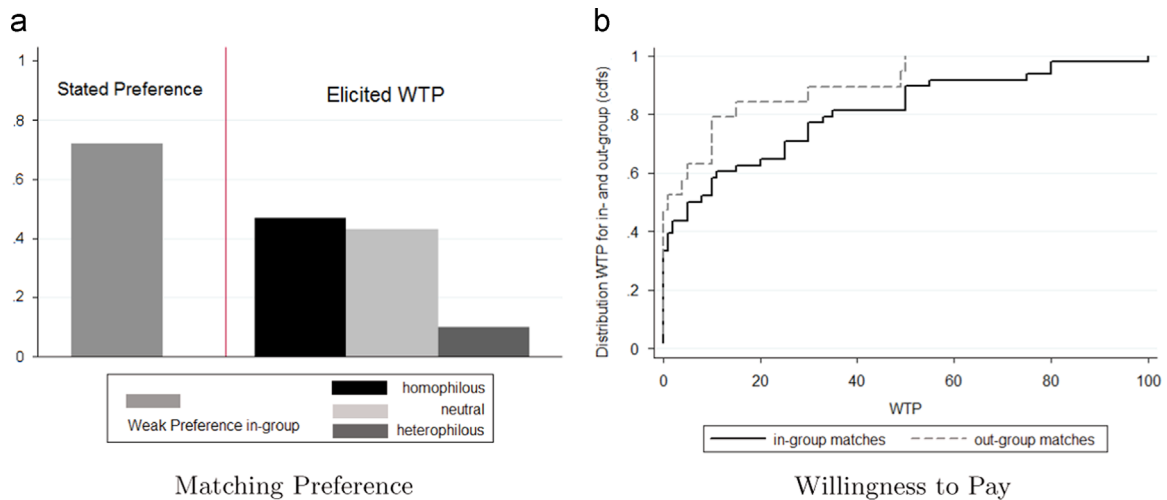 a
1
Stated Preference
Elicited WTP
.8
.6
.4
.2
0
homophilous
neutral
Weak Preference in-group
heterophilous
Matching Preference
b
Distribution WTP for in- and out-group (cdfs)
1
.8
.6
.4
.2
0
0 20 40 60 80 100
WTP
in-group matches out-group matches
Willingness to Pay